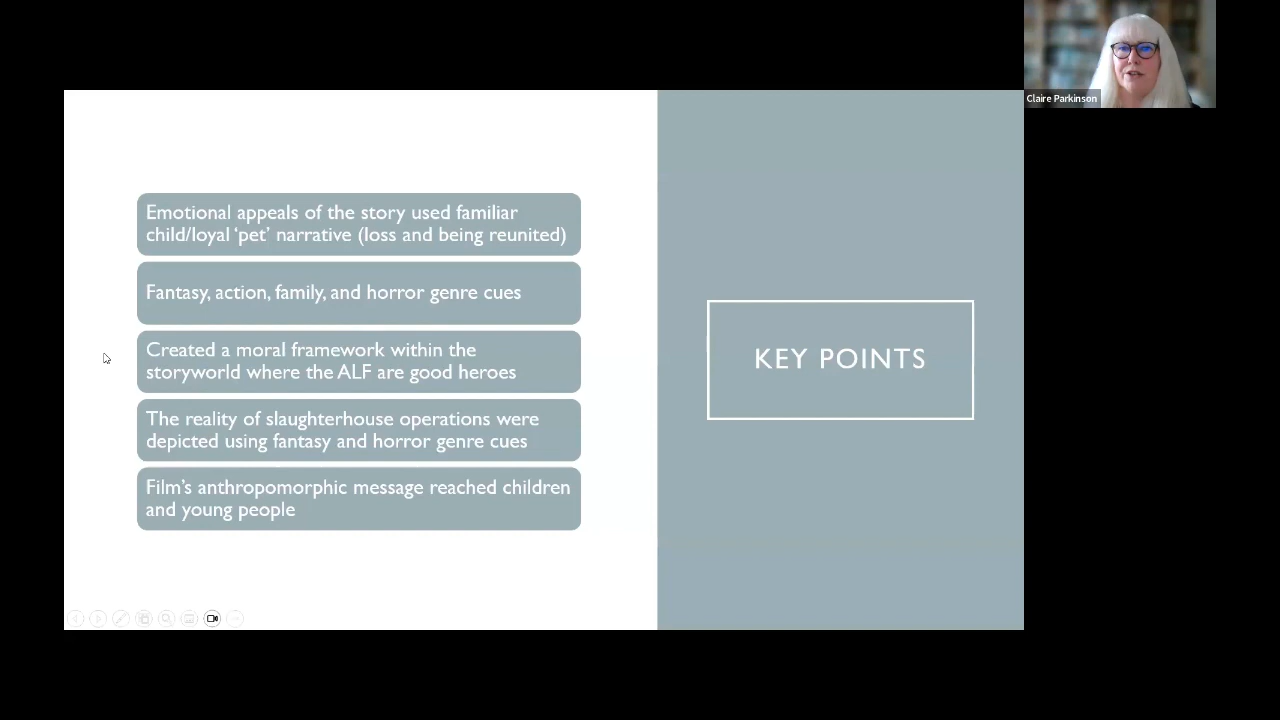 Claire Parkinson
Emotional appeals of the story used familiar
child/loyal ‘pet’ narrative (loss and being reunited)
Fantasy, action, family, and horror genre cues
Created a moral framework within the
storyworld where the ALF are good heroes
The reality of slaughterhouse operations were
depicted using fantasy and horror genre cues
Film’s anthropomorphic message reached children
and young people
KEY POINTS